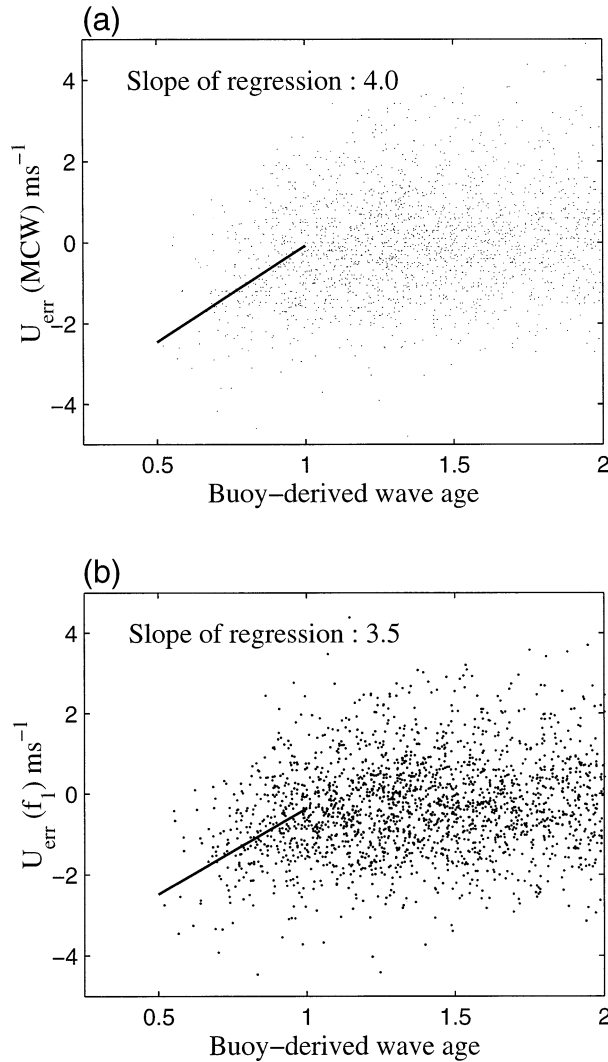 (a)
Slope of regression : 4.0
4
2
0
−2
−4
U_err (MCW) ms^−1
0.5 1 1.5 2
Buoy−derived wave age
(b)
Slope of regression : 3.5
4
2
0
−2
−4
U_err (f_1) ms^−1
0.5 1 1.5 2
Buoy−derived wave age